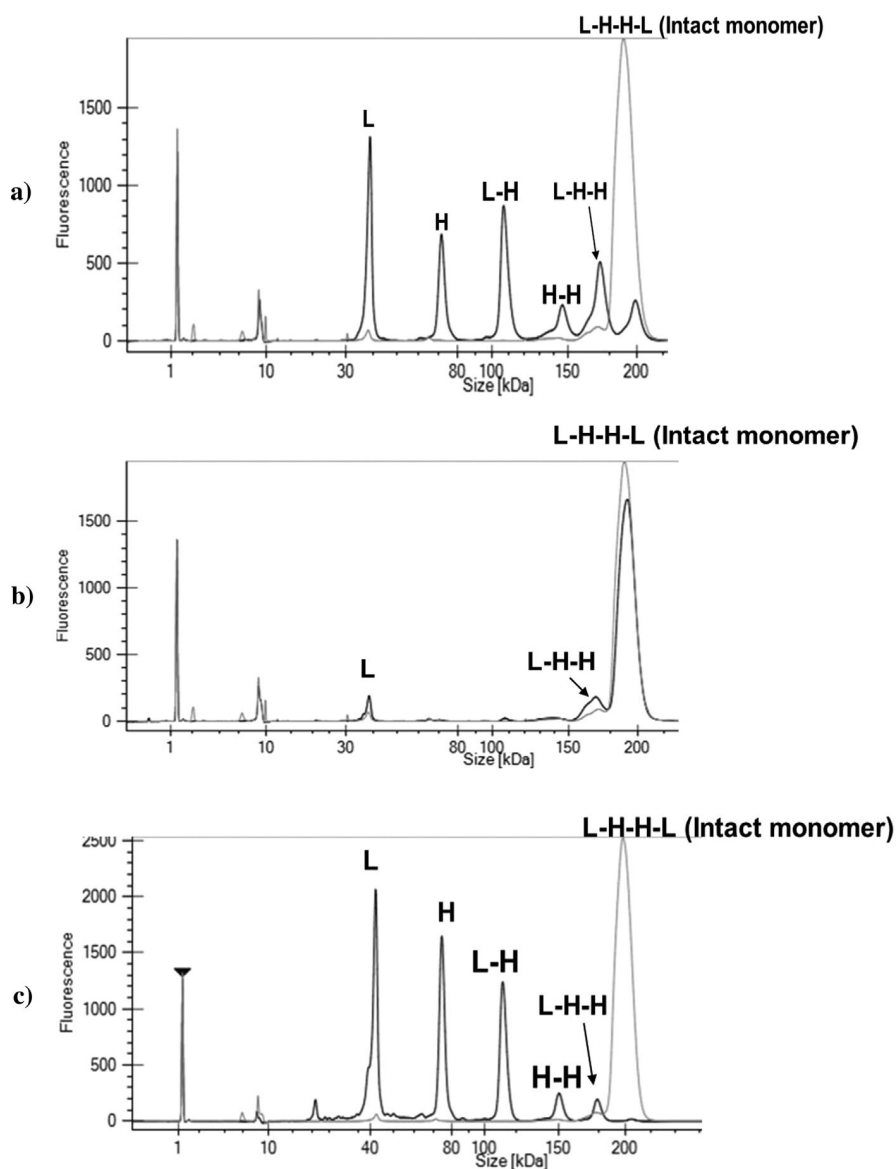 L-H-H-L (Intact monomer)
a)
Fluorescence
1500
1000
500
0
L
H
L-H
H-H
L-H-H
1 10 30 80 100 150 200
Size [kDa]
L-H-H-L (Intact monomer)
b)
Fluorescence
1500
1000
500
0
L
L-H-H
1 10 30 80 100 150 200
Size [kDa]
L-H-H-L (Intact monomer)
c)
Fluorescence
2500
2000
1500
1000
500
0
L
H
L-H
H-H
L-H-H
1 10 40 80 100 150 200
Size [kDa]